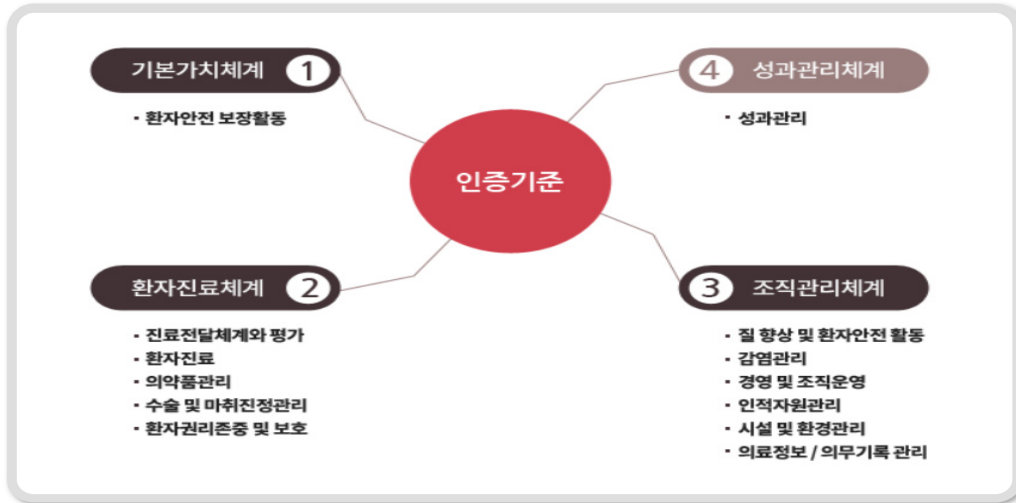 기본가치체계 1
· 환자안전 보장활동
4 성과관리체계
· 성과관리
인증기준
환자진료체계 2
· 진료전달체계와 평가
· 환자진료
· 의약품관리
· 수술 및 마취진정관리
· 환자권리존중 및 보호
3 조직관리체계
· 질 향상 및 환자안전 활동
· 감염관리
· 경영 및 조직운영
· 인적자원관리
· 시설 및 환경관리
· 의료정보 / 의무기록 관리